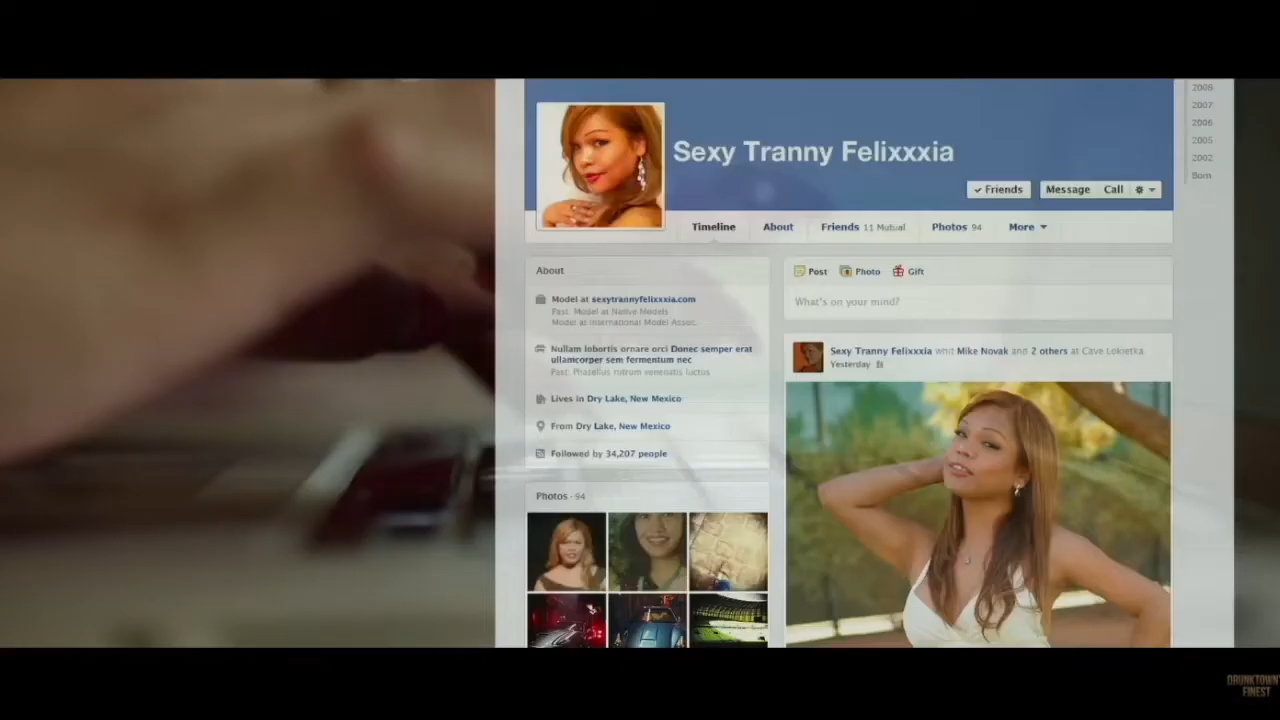 2008
2007
2006
2005
2002
Born
Sexy Tranny Felixxxia
Friends
Message Call
Timeline About Friends 11 Mutual Photos 94 More
About
Model at sexytrannyfelixxxia.com
Past: Model at Native Models
Model at International Model Assoc.
Nullam lobortis ornare orci Donec semper erat
ullamcorper sem fermentum nec
Past: Phasellus rutrum venenatis luctus
Lives in Dry Lake, New Mexico
From Dry Lake, New Mexico
Followed by 34,207 people
Photos · 94
Post Photo Gift
What's on your mind?
Sexy Tranny Felixxxia whit Mike Novak and 2 others at Cave Lokietka
Yesterday
DRUNKTOWN'S
FINEST